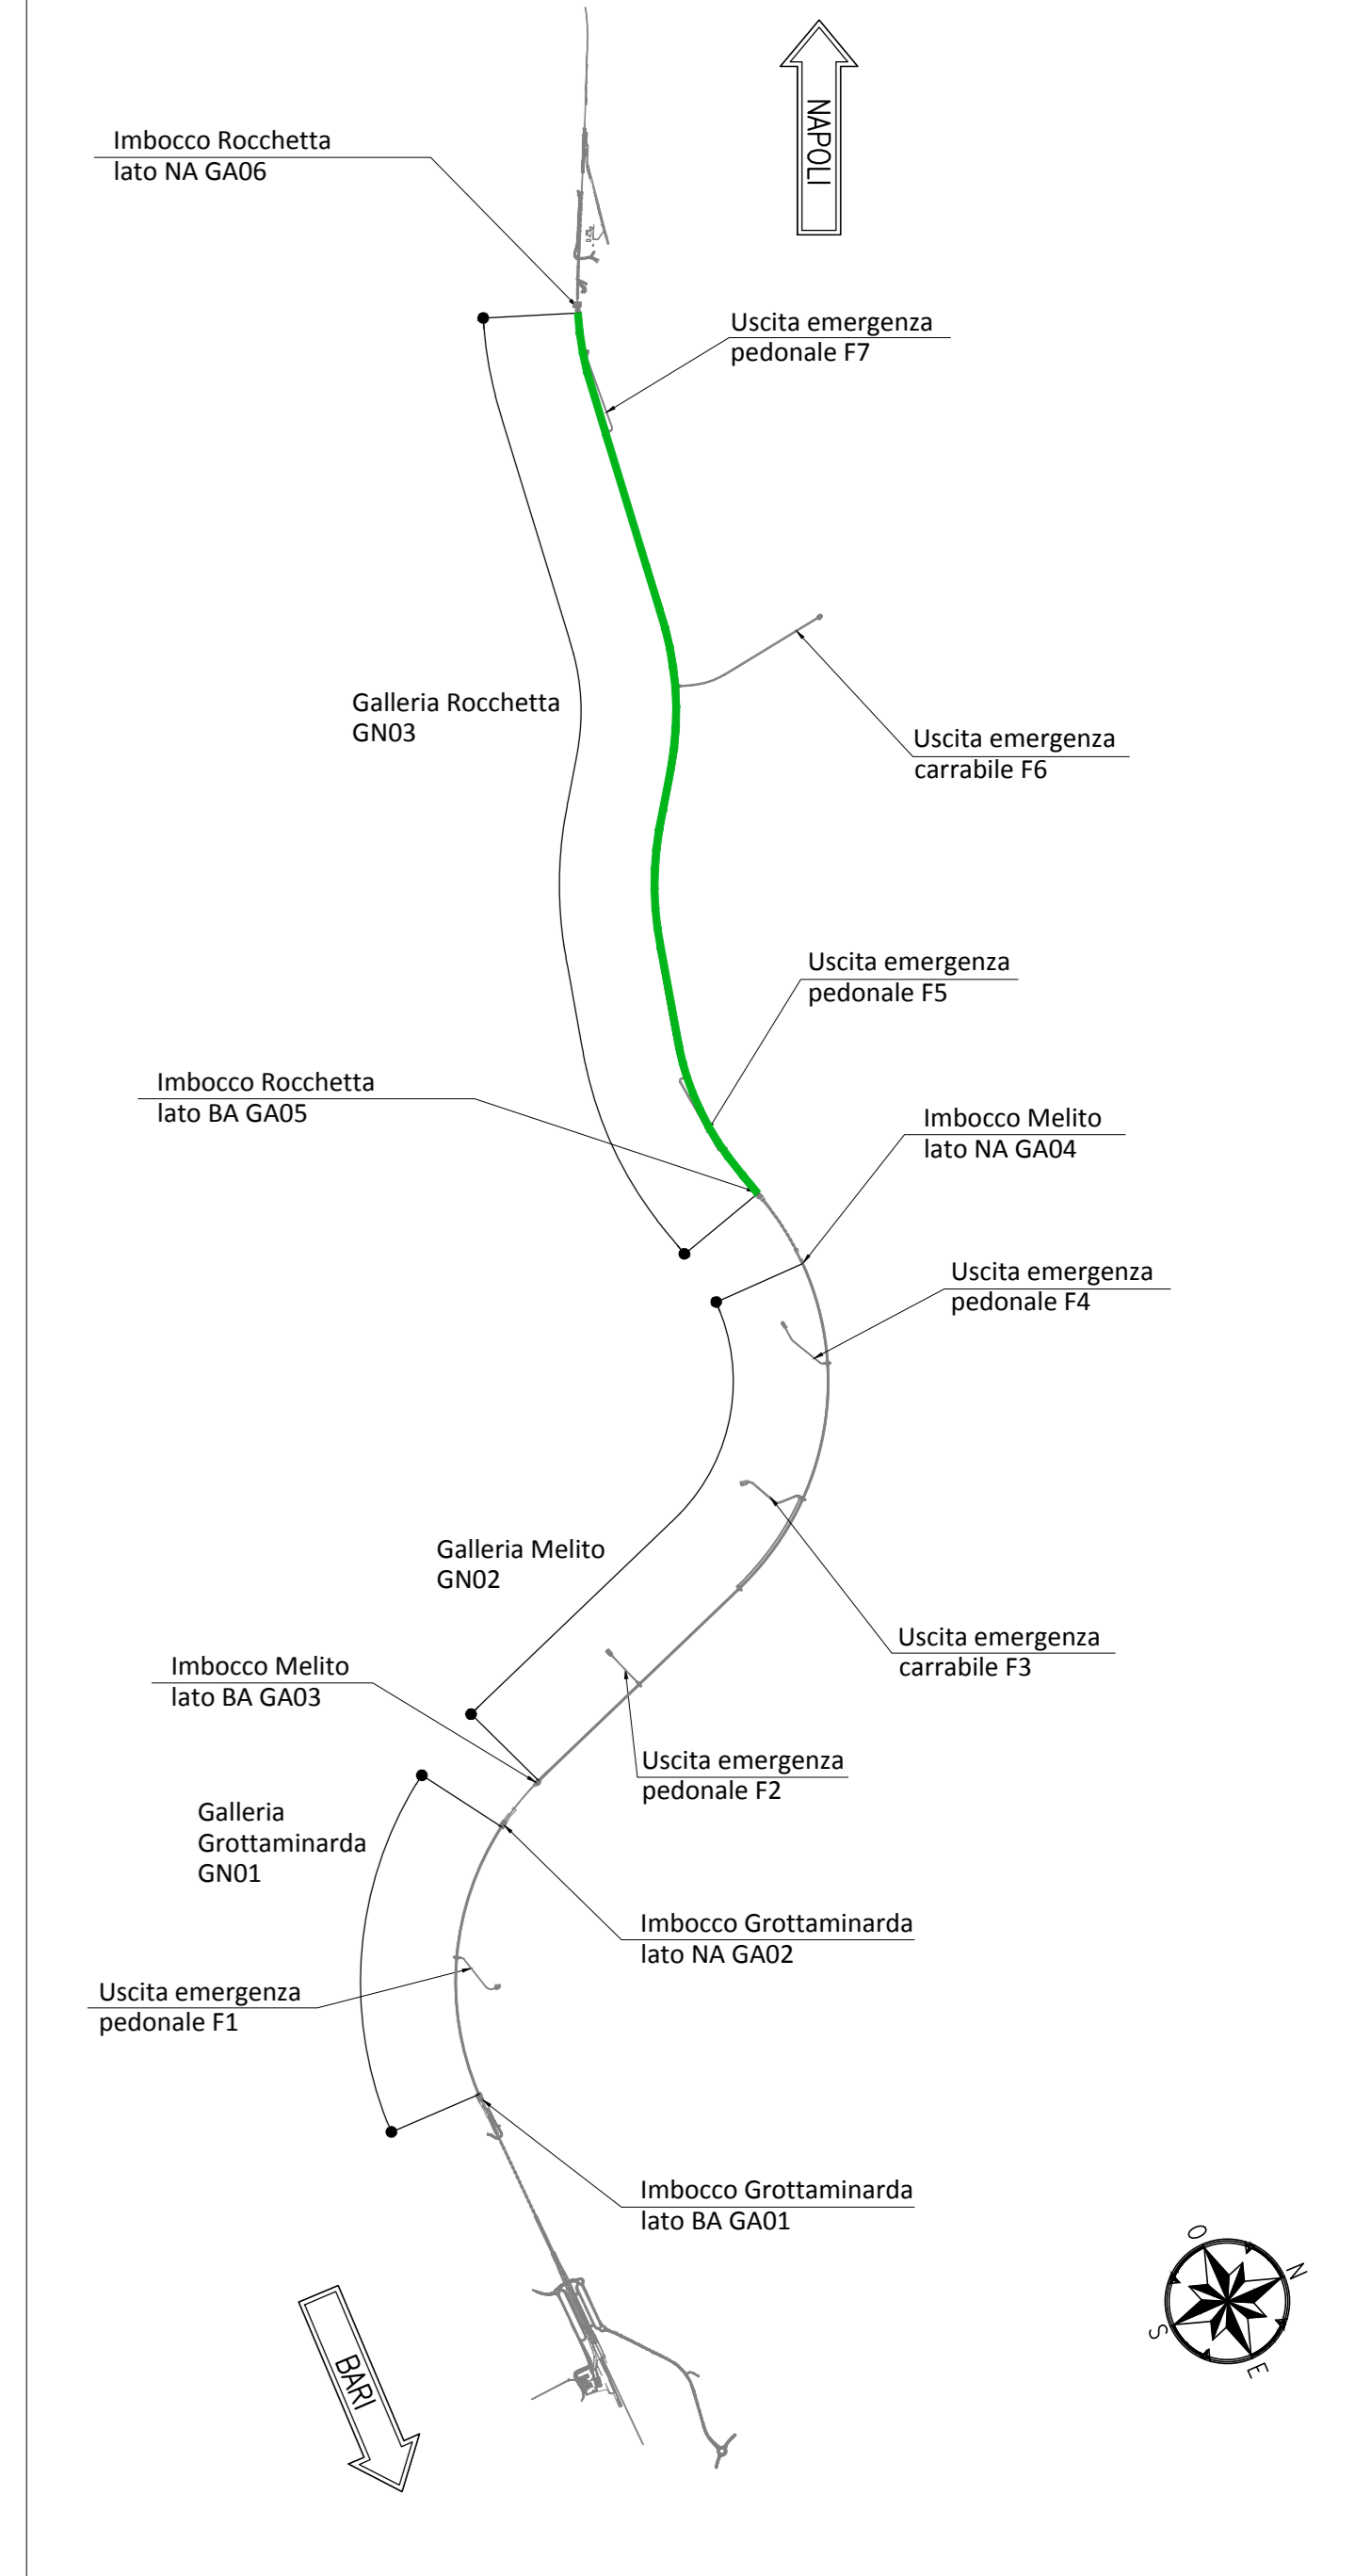 NAPOLI
Imbocco Rocchetta
lato NA GA06
Uscita emergenza
pedonale F7
Galleria Rocchetta
GN03
Uscita emergenza
carrabile F6
Uscita emergenza
pedonale F5
Imbocco Rocchetta
lato BA GA05
Imbocco Melito
lato NA GA04
Uscita emergenza
pedonale F4
Galleria Melito
GN02
Uscita emergenza
carrabile F3
Imbocco Melito
lato BA GA03
Uscita emergenza
pedonale F2
Galleria
Grottaminarda
GN01
Imbocco Grottaminarda
lato NA GA02
Uscita emergenza
pedonale F1
Imbocco Grottaminarda
lato BA GA01
BARI
O
N
S
E